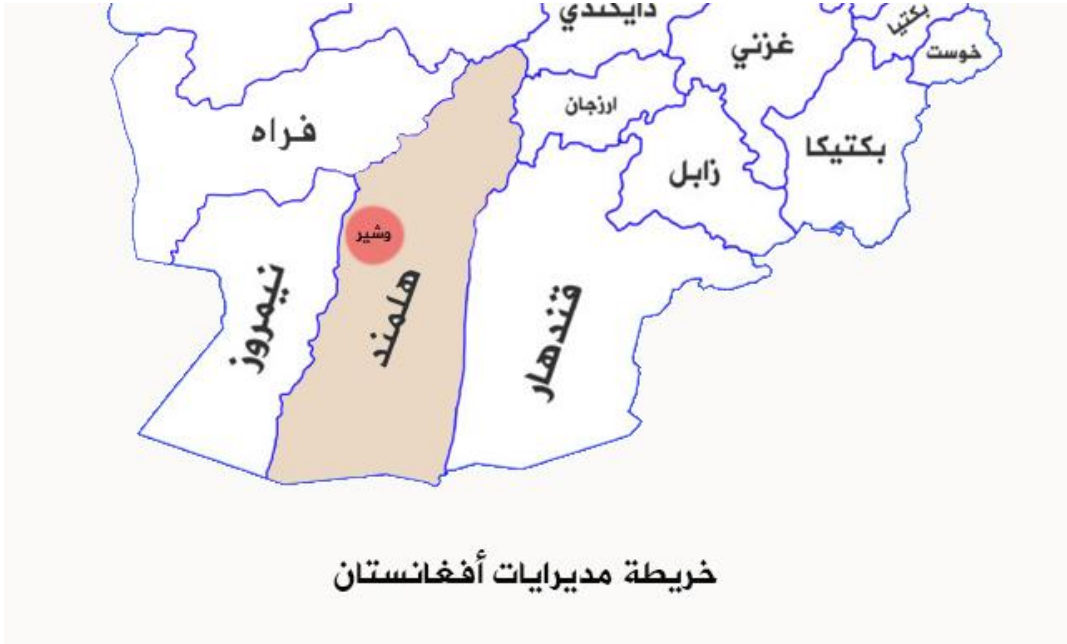 دايكندي
غزني
بكتيا
خوست
ارزجان
فراه
بكتيكا
زابل
وشير
هلمند
نيمروز
قندهار
خريطة مديرايات أفغانستان